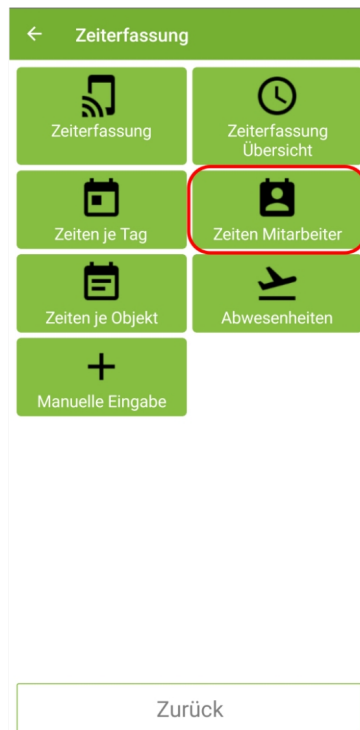 Zeiterfassung
Zeiterfassung
Zeiterfassung
Übersicht
Zeiten je Tag
Zeiten Mitarbeiter
Zeiten je Objekt
Abwesenheiten
Manuelle Eingabe
Zurück